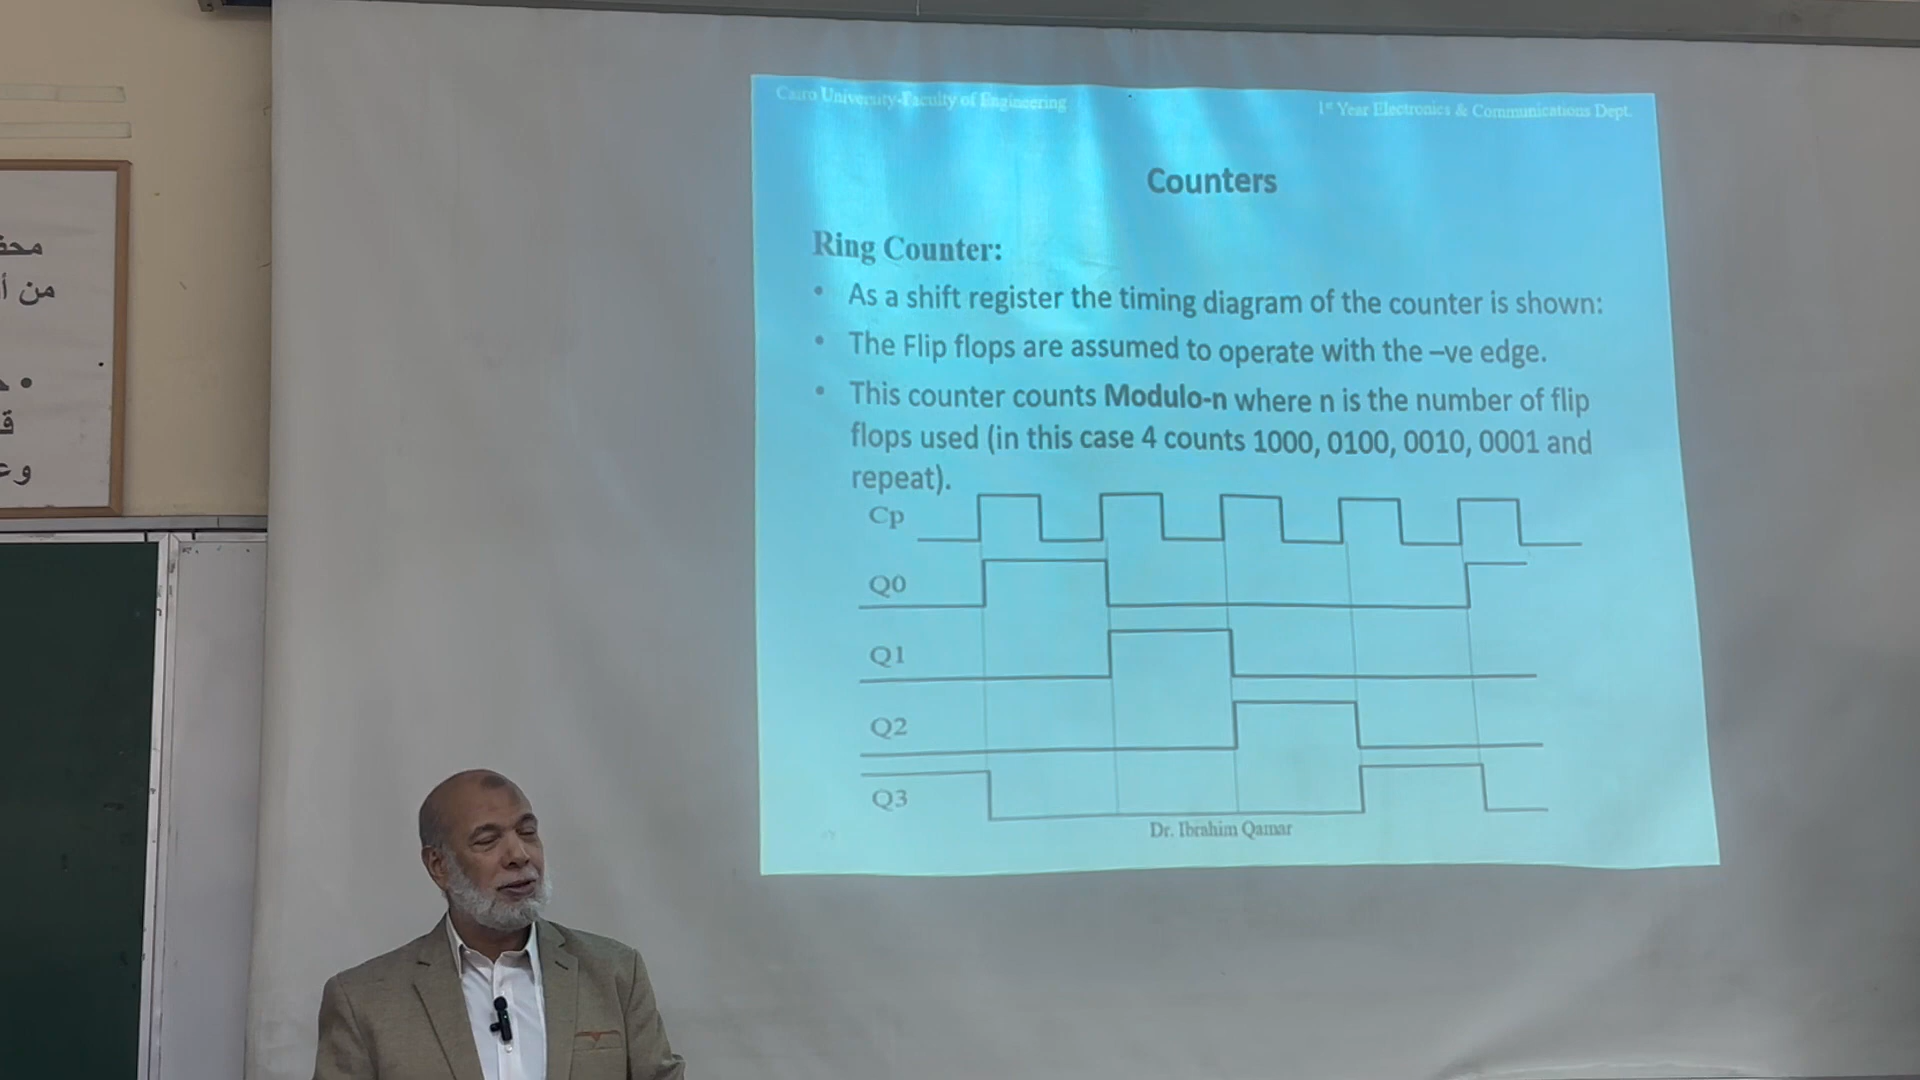 Cairo University-Faculty of Engineering
1st Year Electronics & Communications Dept.
Counters
Ring Counter:
• As a shift register the timing diagram of the counter is shown:
• The Flip flops are assumed to operate with the –ve edge.
• This counter counts Modulo-n where n is the number of flip
flops used (in this case 4 counts 1000, 0100, 0010, 0001 and
repeat).
Cp
Q0
Q1
Q2
Q3
Dr. Ibrahim Qamar
من